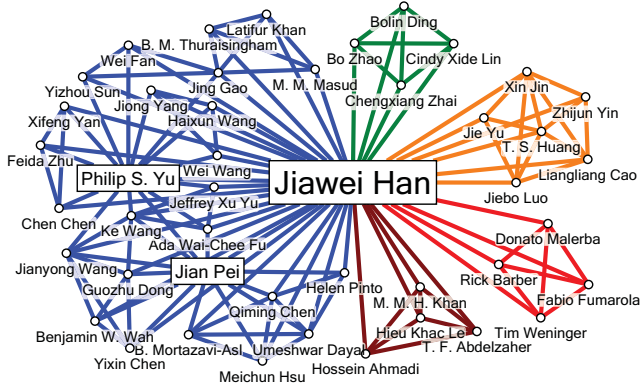 Bolin Ding
Latifur Khan
B. M. Thuraisingham
Bo Zhao
Cindy Xide Lin
Wei Fan
Jing Gao
M. M. Masud
Xin Jin
Yizhou Sun
Chengxiang Zhai
Jiong Yang
Zhijun Yin
Xifeng Yan
Haixun Wang
Jie Yu
T. S. Huang
Feida Zhu
Wei Wang
Liangliang Cao
Philip S. Yu
Jiawei Han
Jeffrey Xu Yu
Jiebo Luo
Chen Chen
Ke Wang
Ada Wai-Chee Fu
Donato Malerba
Jianyong Wang
Jian Pei
Rick Barber
Guozhu Dong
Helen Pinto
M. M. H. Khan
Fabio Fumarola
Qiming Chen
Benjamin W. Wah
Hieu Khac Le
Tim Weninger
B. Mortazavi-Asl
Umeshwar Dayal
T. F. Abdelzaher
Yixin Chen
Meichun Hsu
Hossein Ahmadi